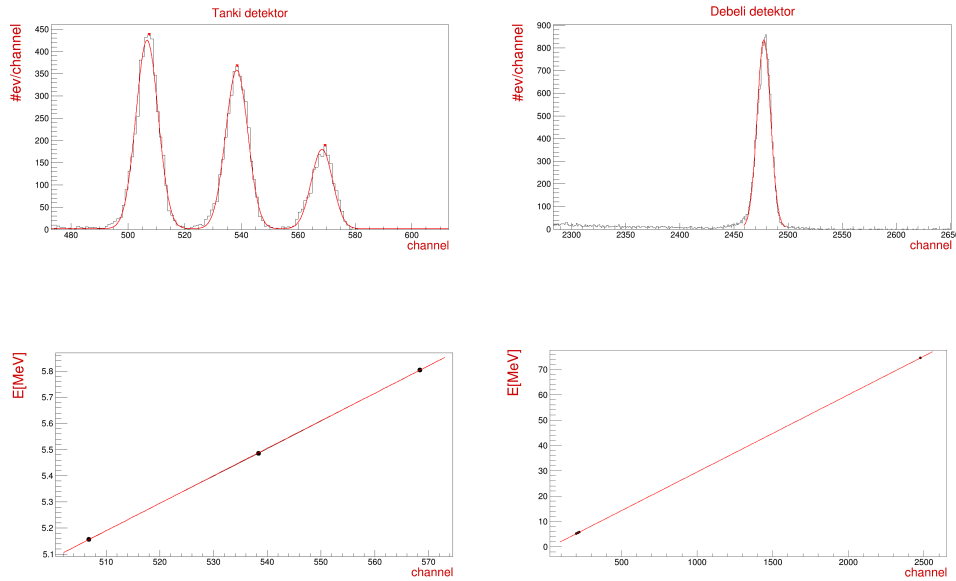 Tanki detektor
#ev/channel
450
400
350
300
250
200
150
100
50
0
480 500 520 540 560 580 600
channel
Debeli detektor
#ev/channel
900
800
700
600
500
400
300
200
100
0
2300 2350 2400 2450 2500 2550 2600 2650
channel
E[MeV]
5.8
5.7
5.6
5.5
5.4
5.3
5.2
5.1
510 520 530 540 550 560 570
channel
E[MeV]
70
60
50
40
30
20
10
0
500 1000 1500 2000 2500
channel